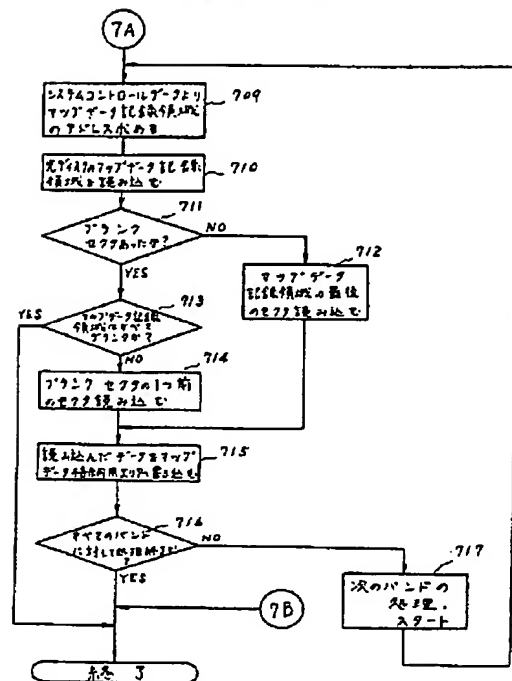 7A
システムコントロールデータより
マップデータ記録領域
のアドレス求める
709
光ディスクのマップデータ記録
領域を読み込む
710
711
ブランク
セクタあったか?
NO
YES
712
マップデータ
記録領域の最後
のセクタ読み込む
713
YES
マップデータ記録
領域はすべて
ブランクか?
NO
714
ブランクセクタの1つ前
のセクタ読み込む
715
読み込んだデータをマップ
データ格納用エリアへ書き込む
716
すべてのバンド
に対して処理終了か
?
NO
YES
717
次のバンドの
処理.
スタート
7B
終了